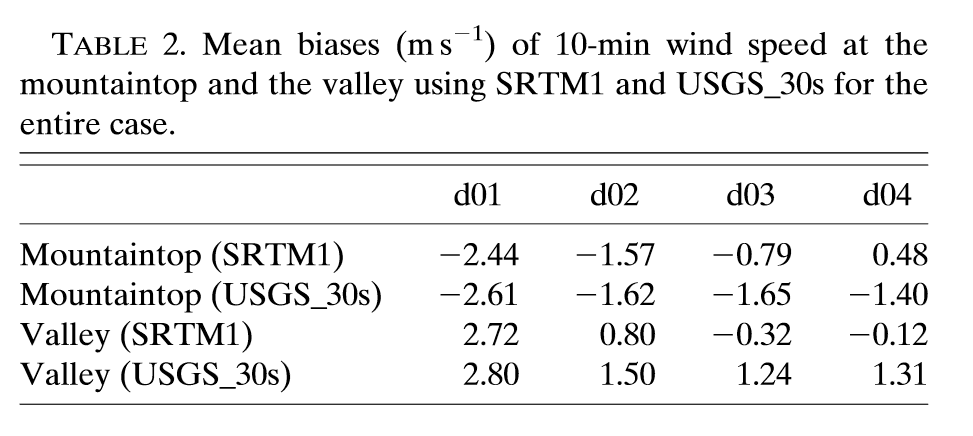 TABLE 2. Mean biases (m s⁻¹) of 10-min wind speed at the
mountaintop and the valley using SRTM1 and USGS_30s for the
entire case.
d01 d02 d03 d04
Mountaintop (SRTM1) −2.44 −1.57 −0.79 0.48
Mountaintop (USGS_30s) −2.61 −1.62 −1.65 −1.40
Valley (SRTM1) 2.72 0.80 −0.32 −0.12
Valley (USGS_30s) 2.80 1.50 1.24 1.31